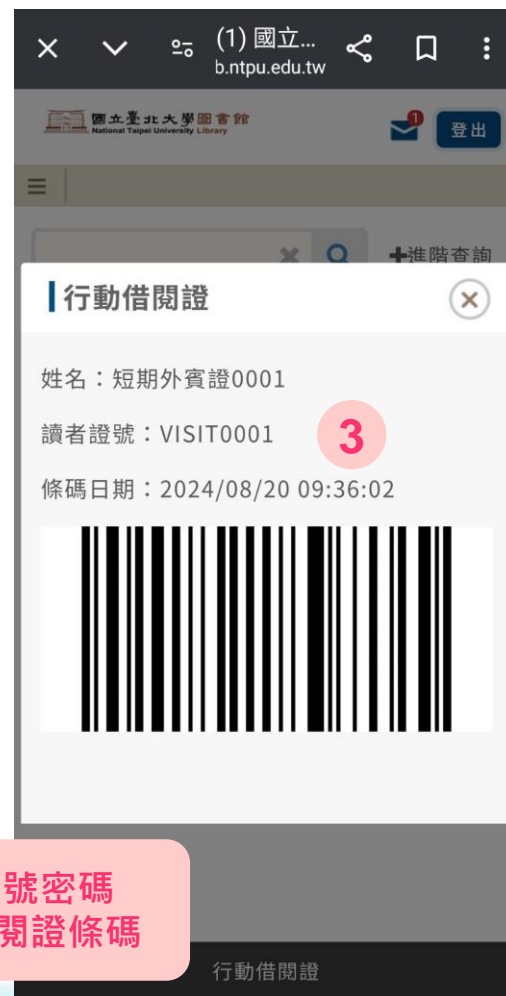 (1) 國立...
b.ntpu.edu.tw
國立臺北大學圖書館
National Taipei University Library
1
登出
進階查詢
行動借閱證
姓名：短期外賓證0001
讀者證號：VISIT0001
3
條碼日期：2024/08/20 09:36:02
號密碼
閱證條碼
行動借閱證